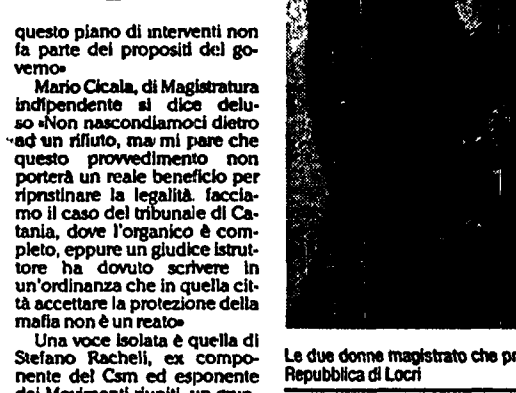 questo piano di interventi non
fa parte dei propositi del go-
verno»
Mario Cicala, di Magistratura
indipendente si dice delu-
so «Non nascondiamoci dietro
ad un rifiuto, ma mi pare che
questo provvedimento non
porterà un reale beneficio per
ripristinare la legalità. faccia-
mo il caso del tribunale di Ca-
tania, dove l'organico è com-
pleto, eppure un giudice istrut-
tore ha dovuto scrivere in
un'ordinanza che in quella cit-
tà accettare la protezione della
mafia non è un reato»
Una voce isolata è quella di
Stefano Racheli, ex compo-
nente del Csm ed esponente
dei Movimenti riuniti, un
Le due donne magistrato che
Repubblica di Locri